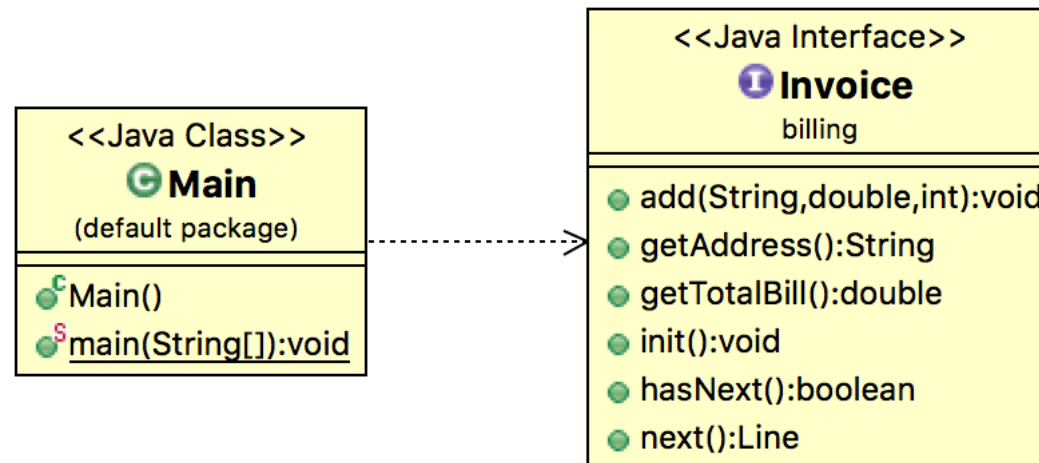 <<Java Class>>
C Main
(default package)
C Main()
S main(String[]):void
<<Java Interface>>
I Invoice
billing
add(String,double,int):void
getAddress():String
getTotalBill():double
init():void
hasNext():boolean
next():Line